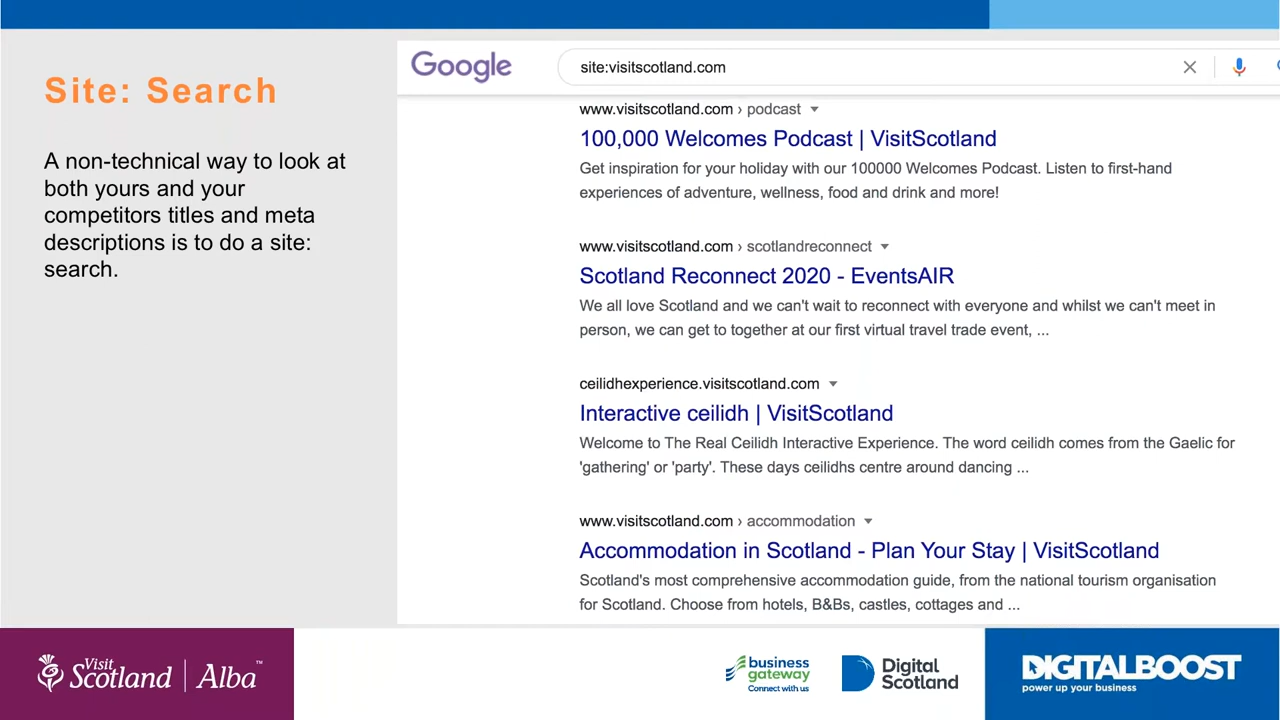 Site: Search
A non-technical way to look at
both yours and your
competitors titles and meta
descriptions is to do a site:
search.
Google
site:visitscotland.com
www.visitscotland.com › podcast
100,000 Welcomes Podcast | VisitScotland
Get inspiration for your holiday with our 100000 Welcomes Podcast. Listen to first-hand
experiences of adventure, wellness, food and drink and more!
www.visitscotland.com › scotlandreconnect
Scotland Reconnect 2020 - EventsAIR
We all love Scotland and we can't wait to reconnect with everyone and whilst we can't meet in
person, we can get to together at our first virtual travel trade event, ...
ceilidhexperience.visitscotland.com
Interactive ceilidh | VisitScotland
Welcome to The Real Ceilidh Interactive Experience. The word ceilidh comes from the Gaelic for
'gathering' or 'party'. These days ceilidhs centre around dancing ...
www.visitscotland.com › accommodation
Accommodation in Scotland - Plan Your Stay | VisitScotland
Scotland's most comprehensive accommodation guide, from the national tourism organisation
for Scotland. Choose from hotels, B&Bs, castles, cottages and ...
Visit
Scotland | Alba™
business
gateway
Connect with us
Digital
Scotland
DIGITALBOOST
power up your business